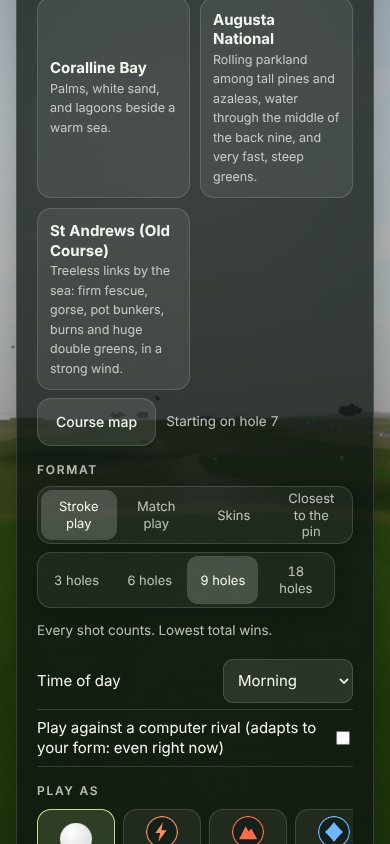 Coralline Bay
Palms, white sand,
and lagoons beside a
warm sea.
Augusta
National
Rolling parkland
among tall pines and
azaleas, water
through the middle of
the back nine, and
very fast, steep
greens.
St Andrews (Old
Course)
Treeless links by the
sea: firm fescue,
gorse, pot bunkers,
burns and huge
double greens, in a
strong wind.
Course map
Starting on hole 7
FORMAT
Stroke
play
Match
play
Skins
Closest
to the
pin
3 holes
6 holes
9 holes
18
holes
Every shot counts. Lowest total wins.
Time of day
Morning
Play against a computer rival (adapts to
your form: even right now)
PLAY AS